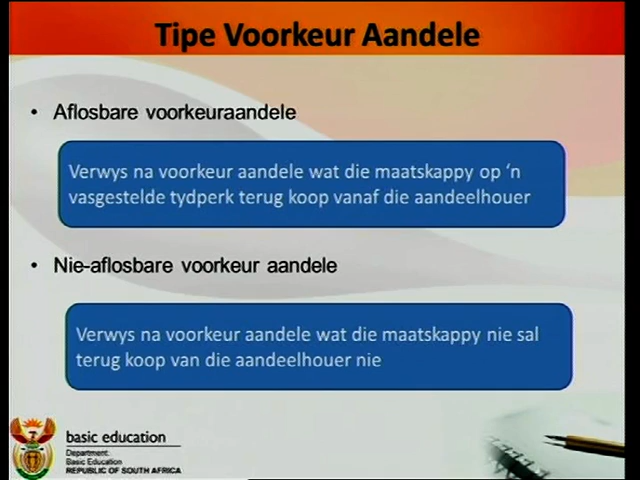 Tipe Voorkeur Aandele
• Aflosbare voorkeuraandele
Verwys na voorkeur aandele wat die maatskappy op ‘n
vasgestelde tydperk terug koop vanaf die aandeelhouer
• Nie-aflosbare voorkeur aandele
Verwys na voorkeur aandele wat die maatskappy nie sal
terug koop van die aandeelhouer nie
basic education
Department:
Basic Education
REPUBLIC OF SOUTH AFRICA